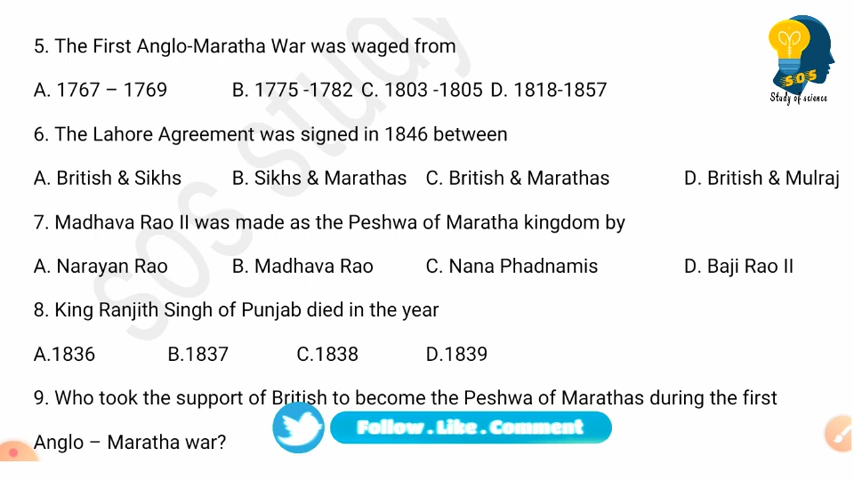 5. The First Anglo-Maratha War was waged from
A. 1767 – 1769 B. 1775 -1782 C. 1803 -1805 D. 1818-1857
6. The Lahore Agreement was signed in 1846 between
A. British & Sikhs B. Sikhs & Marathas C. British & Marathas D. British & Mulraj
7. Madhava Rao II was made as the Peshwa of Maratha kingdom by
A. Narayan Rao B. Madhava Rao C. Nana Phadnamis D. Baji Rao II
8. King Ranjith Singh of Punjab died in the year
A.1836 B.1837 C.1838 D.1839
9. Who took the support of British to become the Peshwa of Marathas during the first
Anglo – Maratha war?
Follow . Like . Comment
SOS
Study of science
sos study